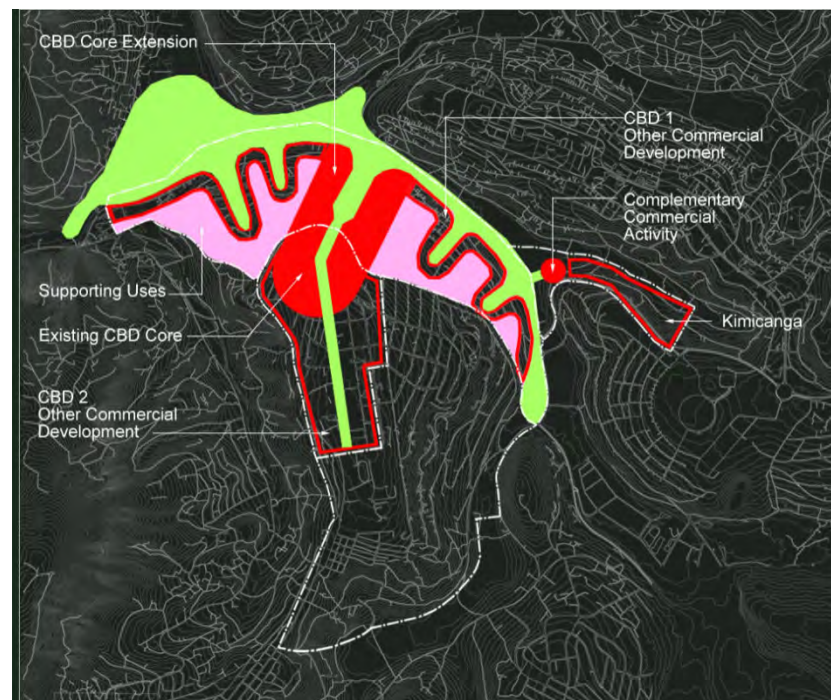 CBD Core Extension
CBD 1
Other Commercial
Development
Complementary
Commercial
Activity
Supporting Uses
Kimicanga
Existing CBD Core
CBD 2
Other Commercial
Development